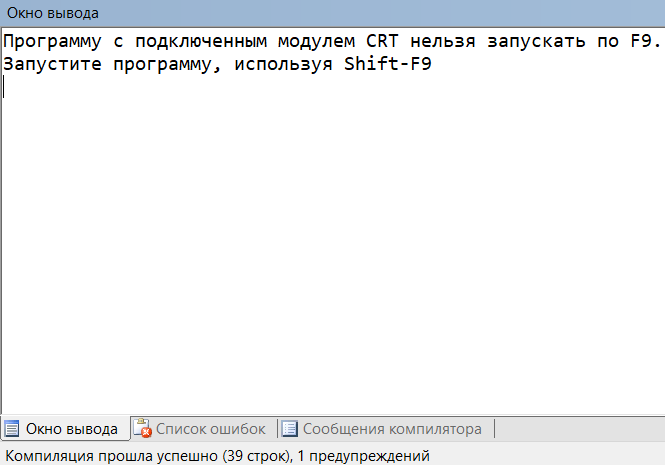 Окно вывода
Программу с подключенным модулем CRT нельзя запускать по F9.
Запустите программу, используя Shift-F9
Окно вывода
Список ошибок
Сообщения компилятора
Компиляция прошла успешно (39 строк), 1 предупреждений